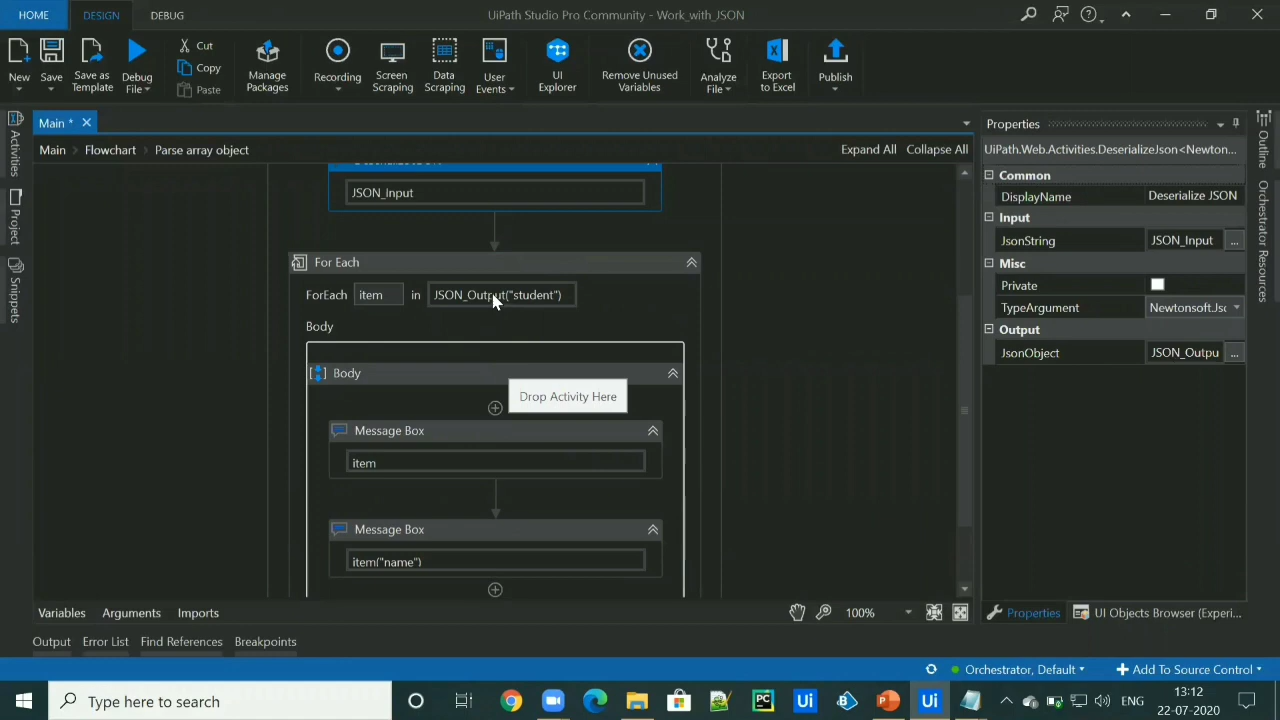 HOME DESIGN DEBUG UiPath Studio Pro Community - Work_with_JSON
New Save Save as Template Debug File Cut Copy Paste Manage Packages Recording Screen Scraping Data Scraping User Events UI Explorer Remove Unused Variables Analyze File Export to Excel Publish
Main *
Main Flowchart Parse array object Expand All Collapse All
JSON_Input
For Each
ForEach item in JSON_Output("student")
Body
Body
Drop Activity Here
Message Box
item
Message Box
item("name")
Variables Arguments Imports 100%
Output Error List Find References Breakpoints
Activities
Project
Snippets
Properties
UiPath.Web.Activities.DeserializeJson<Newton...
Common
DisplayName Deserialize JSON
Input
JsonString JSON_Input ...
Misc
Private
TypeArgument Newtonsoft.Jsc
Output
JsonObject JSON_Outpu ...
Properties UI Objects Browser (Experi...
Outline
Orchestrator Resources
Orchestrator, Default Add To Source Control
Type here to search
ENG
13:12
22-07-2020